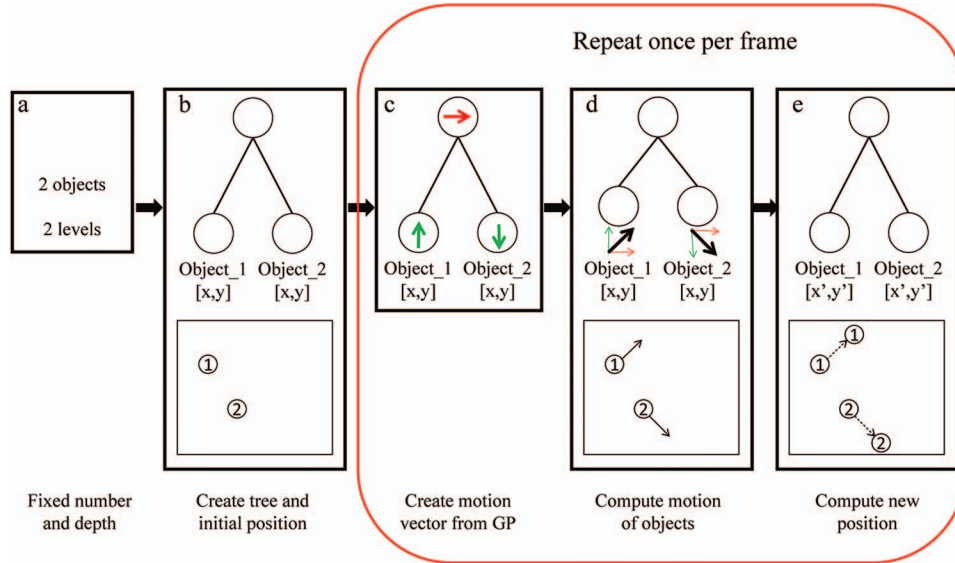 Repeat once per frame
a
2 objects
2 levels
b
Object_1 Object_2
[x,y] [x,y]
1
2
c
Object_1 Object_2
[x,y] [x,y]
d
Object_1 Object_2
[x,y] [x,y]
1
2
e
Object_1 Object_2
[x’,y’] [x’,y’]
1
1
2
2
Fixed number
and depth
Create tree and
initial position
Create motion
vector from GP
Compute motion
of objects
Compute new
position